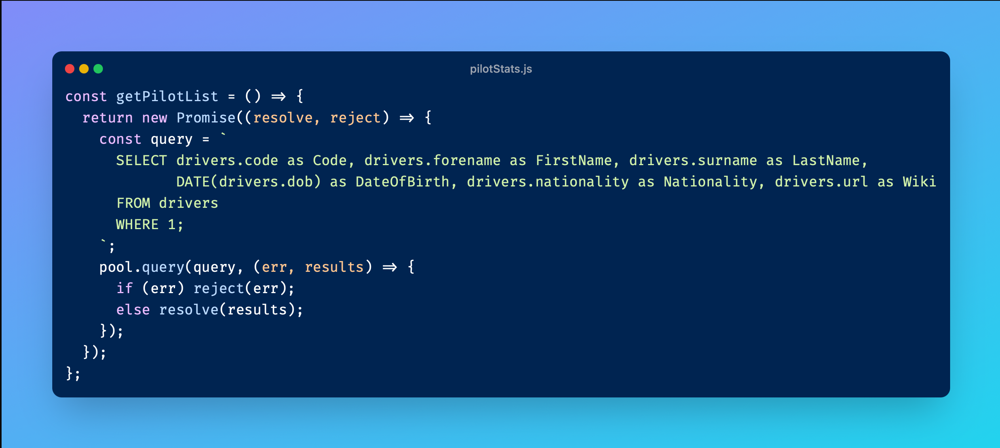 pilotStats.js
const getPilotList = () => {
  return new Promise((resolve, reject) => {
    const query = `
      SELECT drivers.code as Code, drivers.forename as FirstName, drivers.surname as LastName,
             DATE(drivers.dob) as DateOfBirth, drivers.nationality as Nationality, drivers.url as Wiki
      FROM drivers
      WHERE 1;
    `;
    pool.query(query, (err, results) => {
      if (err) reject(err);
      else resolve(results);
    });
  });
};